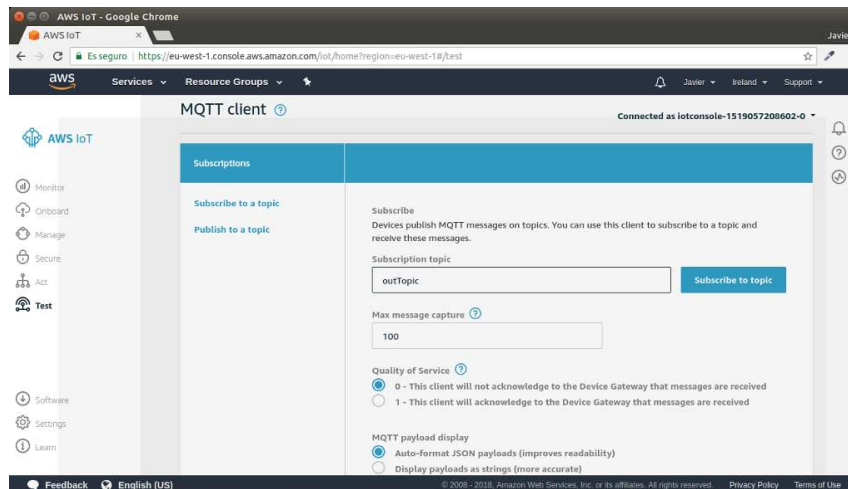 AWS IoT - Google Chrome
AWS IoT
Javie
Es seguro https://eu-west-1.console.aws.amazon.com/iot/home?region=eu-west-1#/test
aws Services Resource Groups Javier Ireland Support
MQTT client
Connected as iotconsole-1519057208602-0
AWS IoT
Monitor
Onboard
Manage
Secure
Act
Test
Software
Settings
Learn
Subscriptions
Subscribe to a topic
Publish to a topic
Subscribe
Devices publish MQTT messages on topics. You can use this client to subscribe to a topic and
receive these messages.
Subscription topic
outTopic
Subscribe to topic
Max message capture
100
Quality of Service
0 - This client will not acknowledge to the Device Gateway that messages are received
1 - This client will acknowledge to the Device Gateway that messages are received
MQTT payload display
Auto-format JSON payloads (improves readability)
Display payloads as strings (more accurate)
Feedback English (US) © 2008 - 2018, Amazon Web Services, Inc. or its affiliates. All rights reserved. Privacy Policy Terms of Use